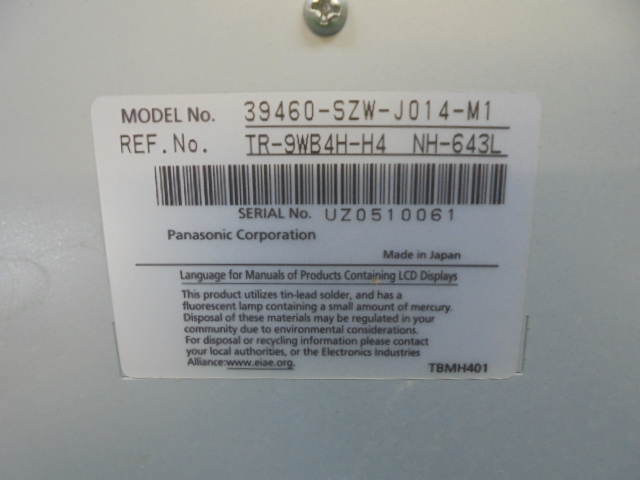 MODEL No. 39460-SZW-J014-M1
REF.No. TR-9WB4H-H4 NH-643L
SERIAL No. UZ0510061
Panasonic Corporation
Made in Japan
Language for Manuals of Products Containing LCD Displays
This product utilizes tin-lead solder, and has a
fluorescent lamp containing a small amount of mercury.
Disposal of these materials may be regulated in your
community due to environmental considerations.
For disposal or recycling information please contact
your local authorities, or the Electronics Industries
Alliance:www.eiae.org.
TBMH401